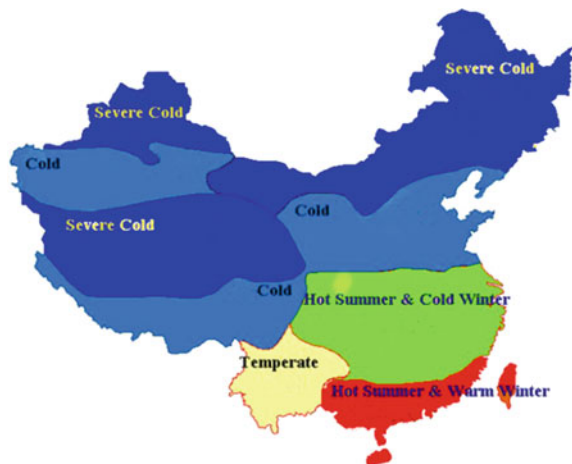 Severe Cold
Severe Cold
Cold
Cold
Severe Cold
Cold
Hot Summer & Cold Winter
Temperate
Hot Summer & Warm Winter